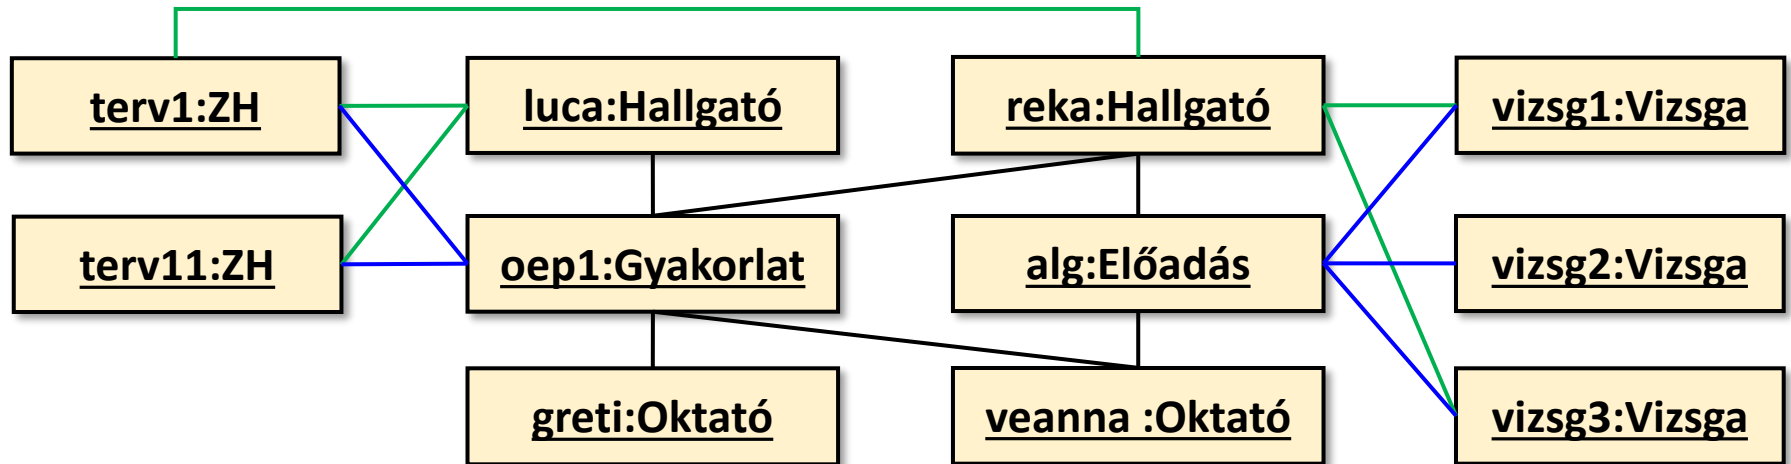 terv1:ZH
luca:Hallgató
reka:Hallgató
vizsg1:Vizsga
terv11:ZH
oep1:Gyakorlat
alg:Előadás
vizsg2:Vizsga
greti:Oktató
veanna :Oktató
vizsg3:Vizsga